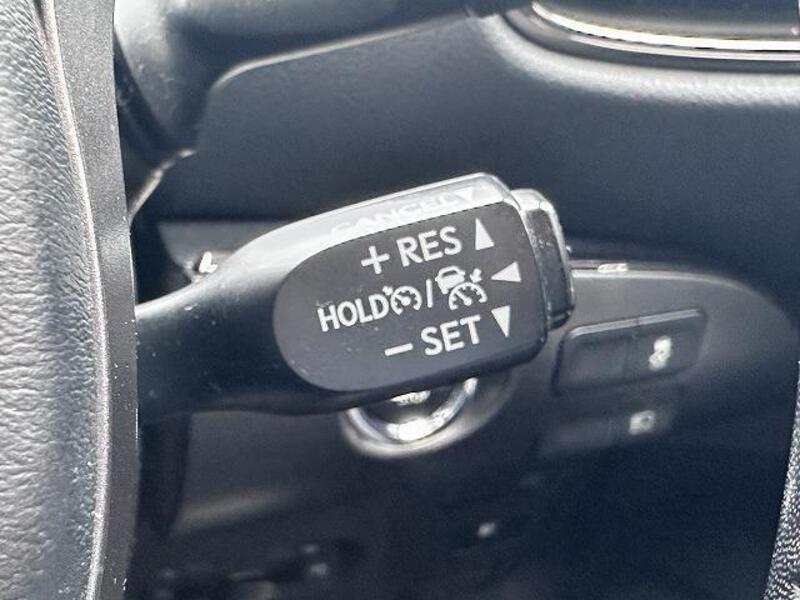 CANCEL
+ RES
HOLD /
- SET